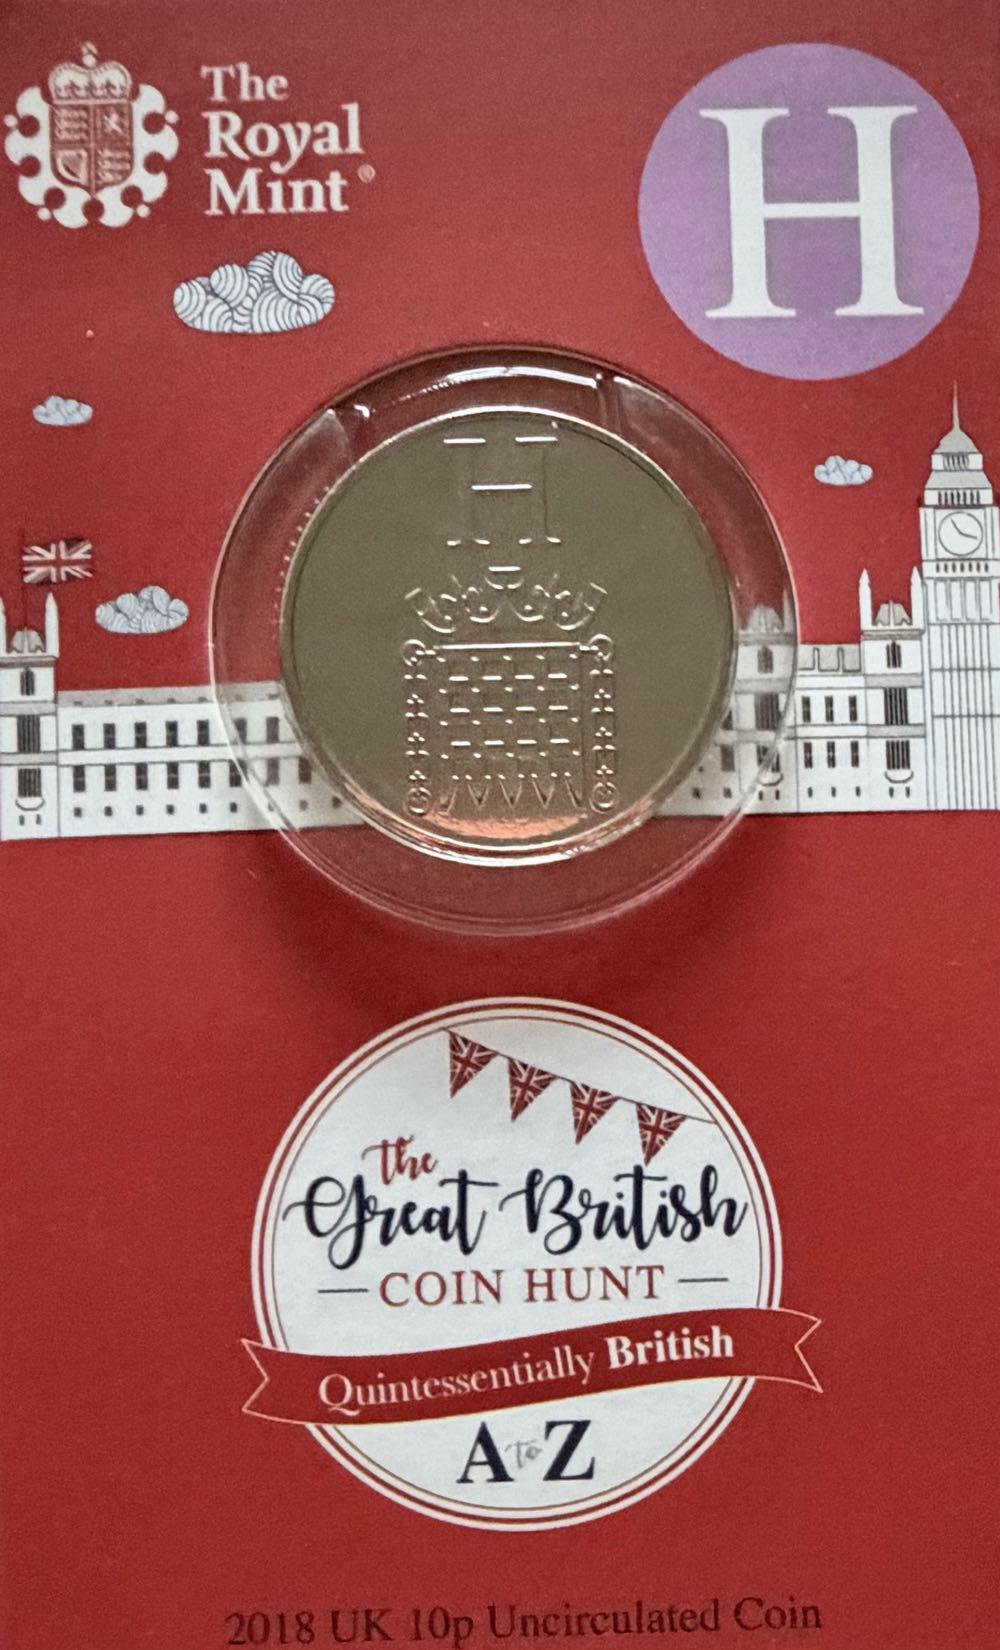 The
Royal
Mint®
H
H
the
Great British
COIN HUNT
Quintessentially British
A to Z
2018 UK 10p Uncirculated Coin